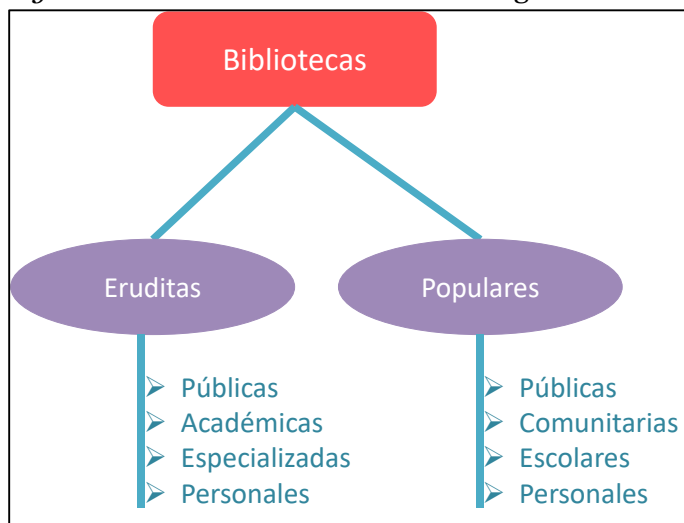 Bibliotecas
Eruditas
Populares
Públicas
Académicas
Especializadas
Personales
Públicas
Comunitarias
Escolares
Personales